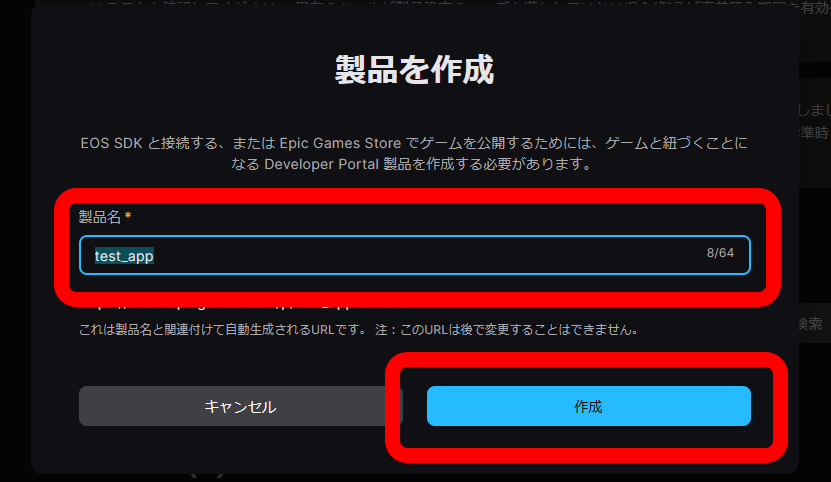 製品を作成
EOS SDK と接続する、または Epic Games Store でゲームを公開するためには、ゲームと紐づくことに
なる Developer Portal 製品を作成する必要があります。
製品名 *
test_app
8/64
これは製品名と関連付けて自動生成されるURLです。 注：このURLは後で変更することはできません。
検索
キャンセル
作成